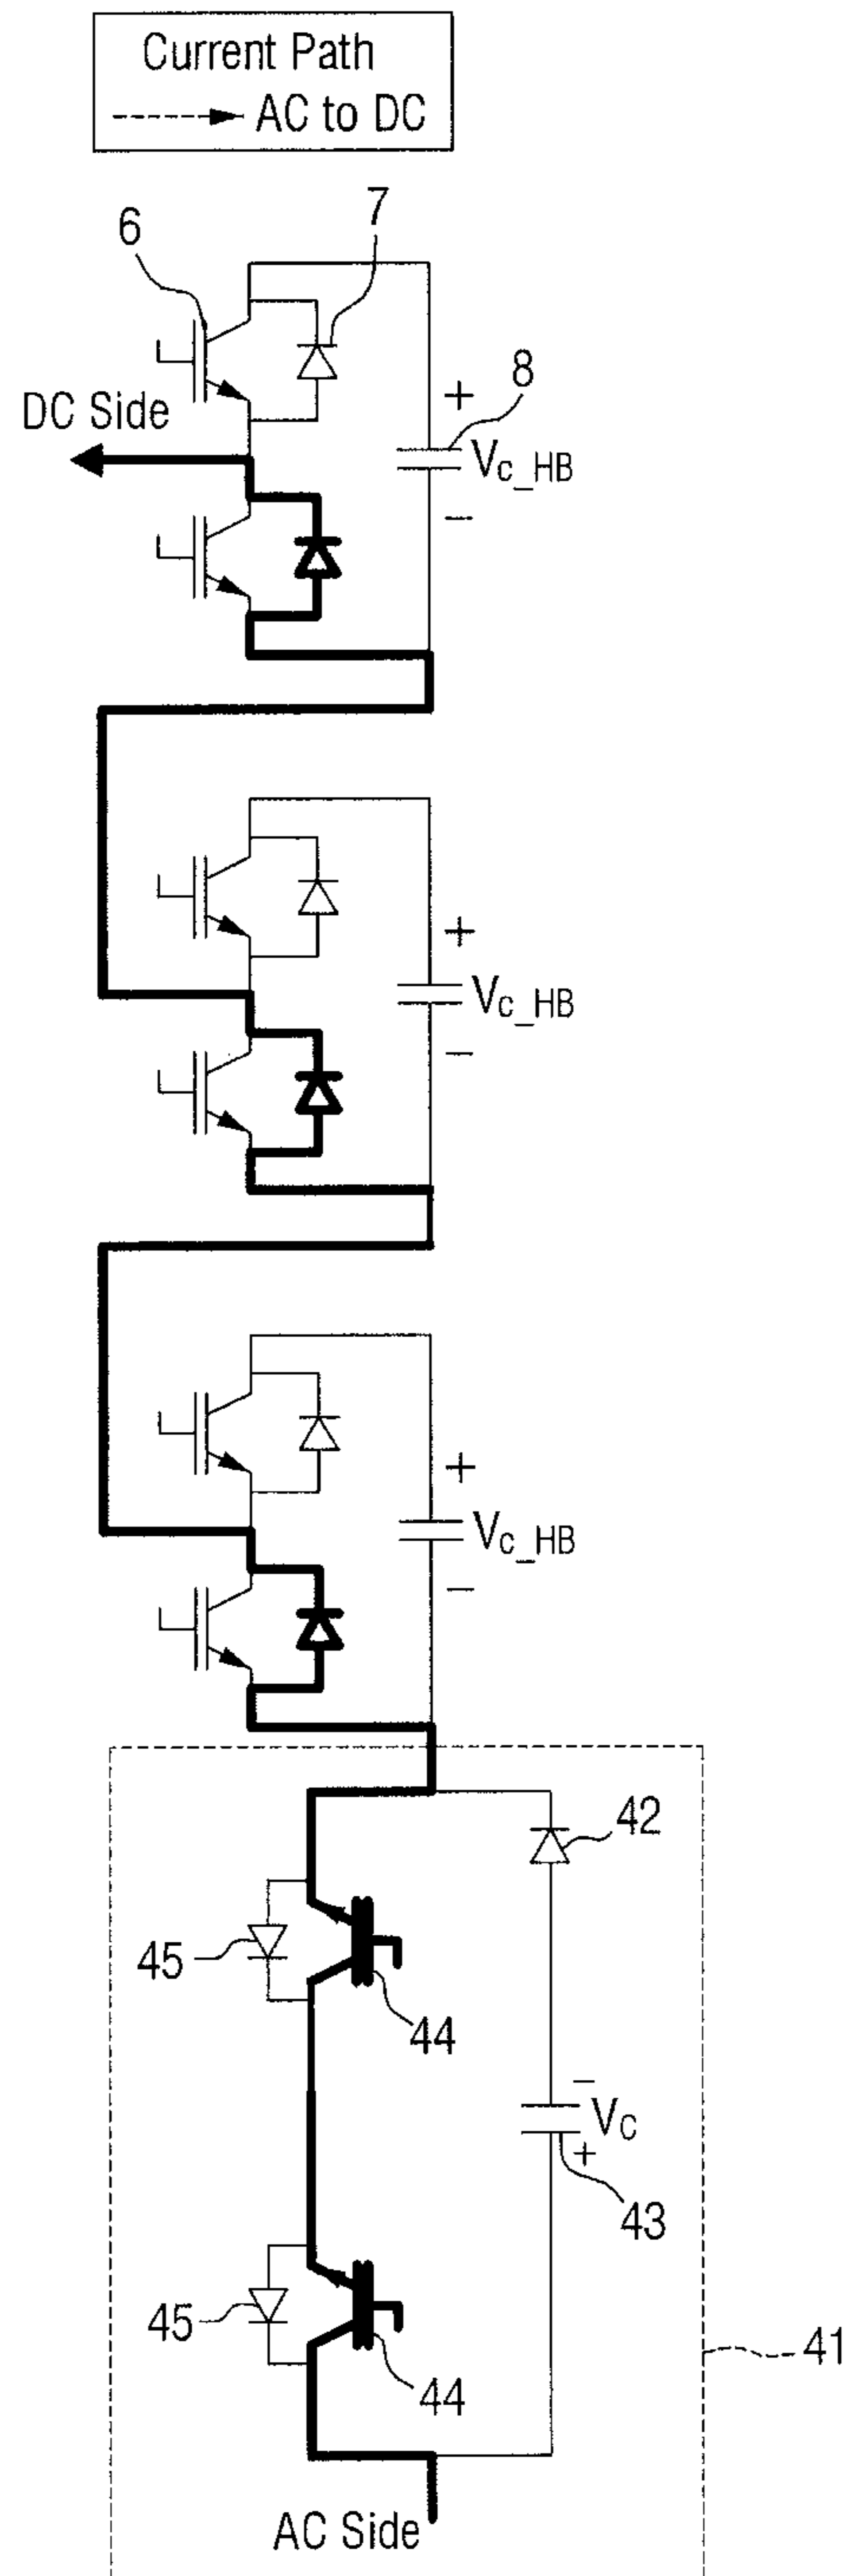 Current Path
AC to DC
6
7
DC Side
+
8
Vc_HB
−
+
Vc_HB
−
+
Vc_HB
−
42
45
44
−
Vc
+
43
45
44
41
AC Side